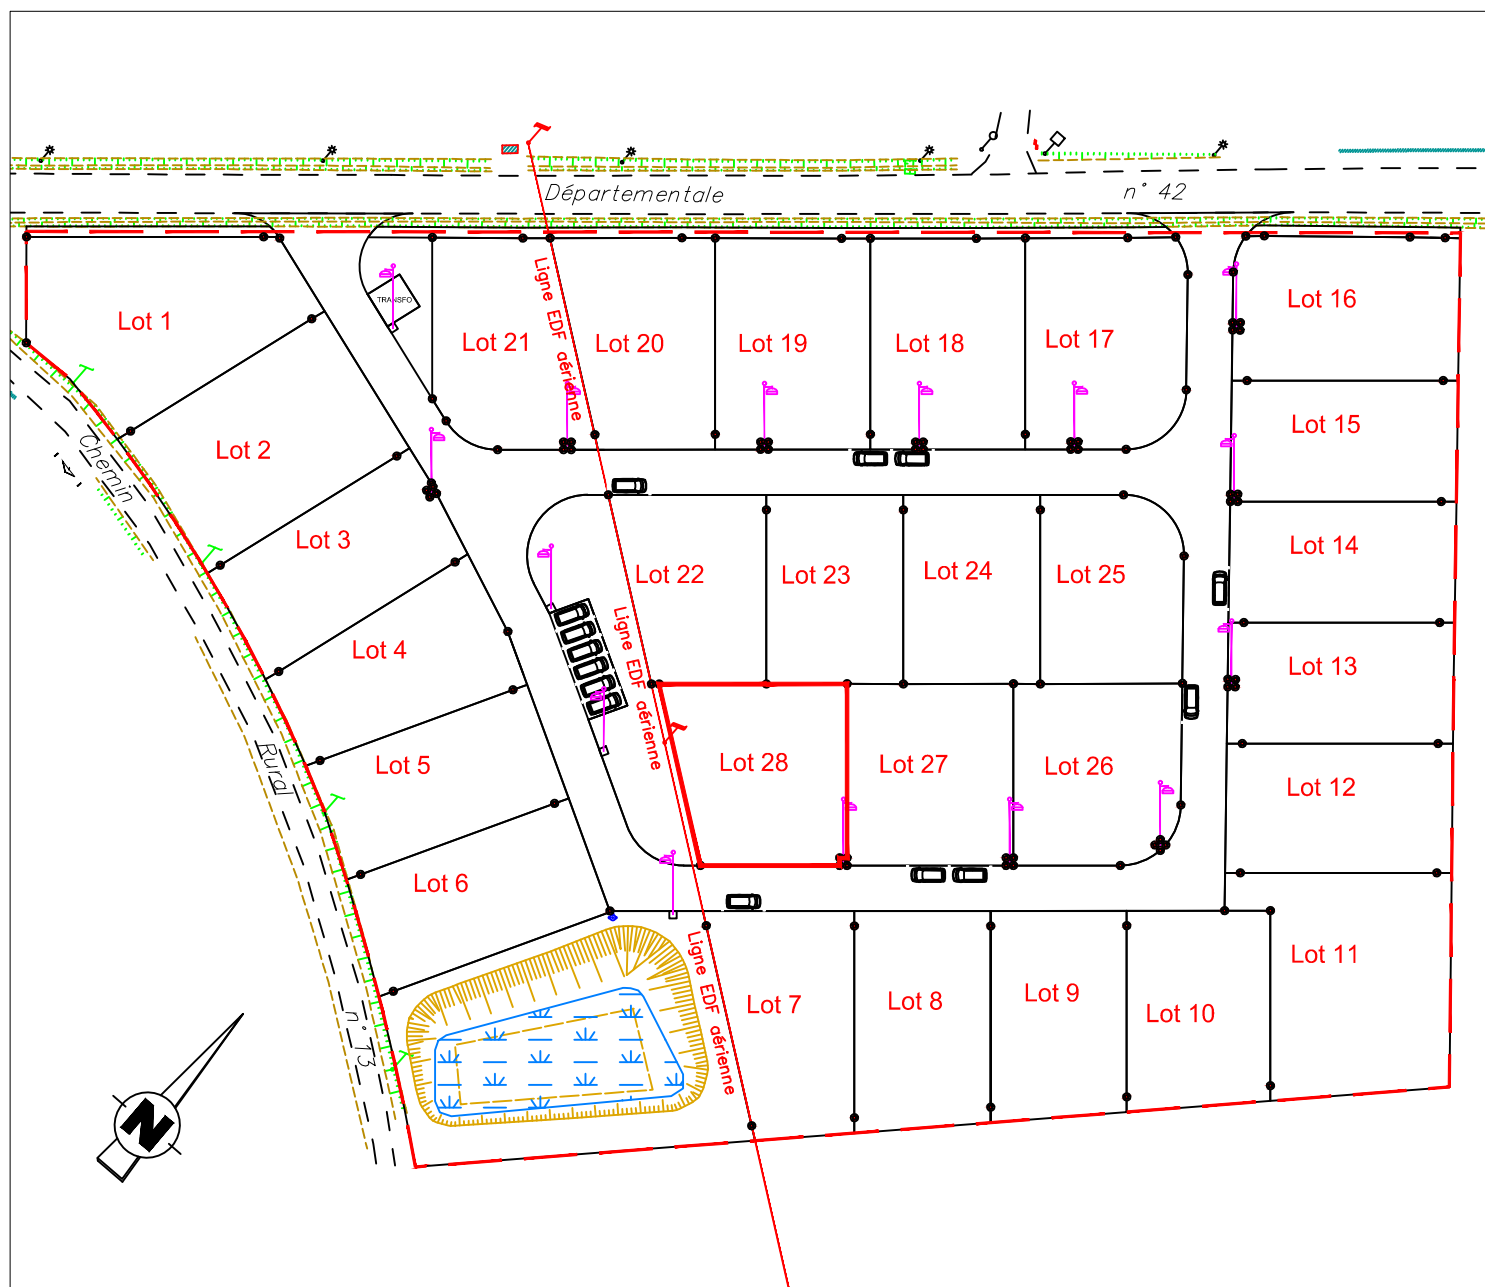 Départementale
n° 42
Ligne EDF aérienne
TRANSFO
Lot 1
Lot 21
Lot 20
Lot 19
Lot 18
Lot 17
Lot 16
Lot 2
Lot 15
Chemin
Lot 3
Lot 14
Lot 22
Lot 23
Lot 24
Lot 25
Ligne EDF aérienne
Lot 4
Lot 13
Rural
Lot 5
Lot 28
Lot 27
Lot 26
Lot 12
Lot 6
Ligne EDF aérienne
Lot 7
Lot 8
Lot 9
Lot 10
Lot 11
n° 13
N